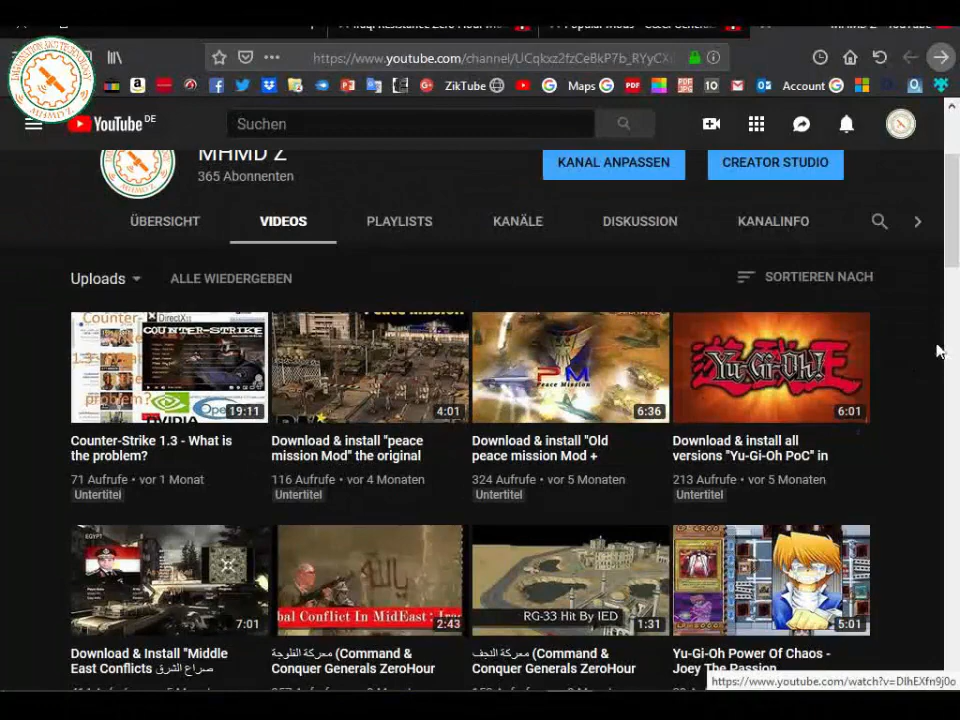 https://www.youtube.com/channel/UCqkxz2fzCeBkP7b_RYyCX
ZikTube
Maps
PDF
10
Account
YouTube DE
Suchen
MHMD Z
365 Abonnenten
KANAL ANPASSEN
CREATOR STUDIO
ÜBERSICHT
VIDEOS
PLAYLISTS
KANÄLE
DISKUSSION
KANALINFO
Uploads
ALLE WIEDERGEBEN
SORTIEREN NACH
COUNTER-STRIKE
19:11
4:01
PM
Peace Mission
6:36
Yu-Gi-Oh!
6:01
Counter-Strike 1.3 - What is
the problem?
71 Aufrufe • vor 1 Monat
Untertitel
Download & install "peace
mission Mod" the original
116 Aufrufe • vor 4 Monaten
Untertitel
Download & install "Old
peace mission Mod +
324 Aufrufe • vor 5 Monaten
Untertitel
Download & install all
versions "Yu-Gi-Oh PoC" in
213 Aufrufe • vor 5 Monaten
Untertitel
EGYPT
7:01
bal Conflict In MidEast : Ira
2:43
RG-33 Hit By IED
1:31
5:01
Download & Install "Middle
East Conflicts صراع الشرق
معركة الفلوجة (Command &
Conquer Generals ZeroHour
معركة النجف (Command &
Conquer Generals ZeroHour
Yu-Gi-Oh Power Of Chaos -
Joey The Passion
https://www.youtube.com/watch?v=DlhEXfn9j0o